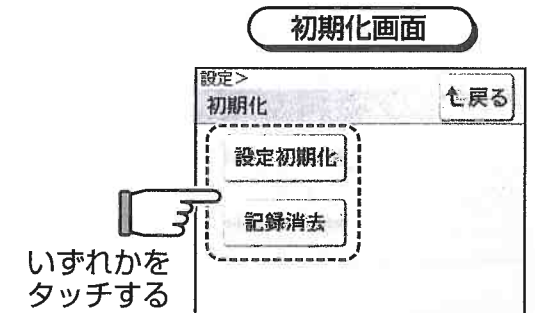 初期化画面
設定>
初期化
戻る
設定初期化
記録消去
いずれかを
タッチする